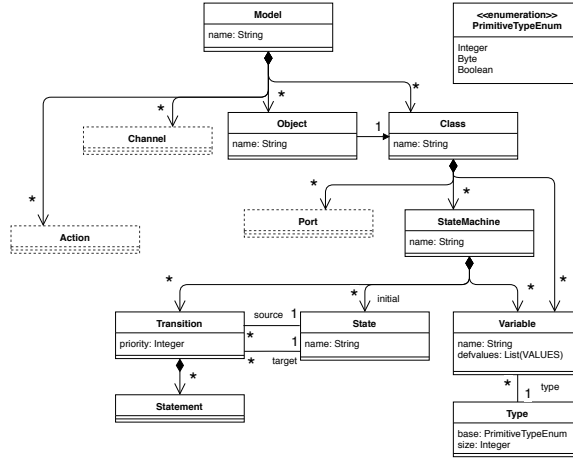 Model
name: String
<<enumeration>>
PrimitiveTypeEnum
Integer
Byte
Boolean
*
*
*
*
Channel
Object
name: String
1
Class
name: String
Action
*
*
*
Port
StateMachine
name: String
*
*
initial
*
Transition
priority: Integer
source
1
*
*
target
1
State
name: String
Variable
name: String
defvalues: List(VALUES)
*
Statement
*
type
1
Type
base: PrimitiveTypeEnum
size: Integer